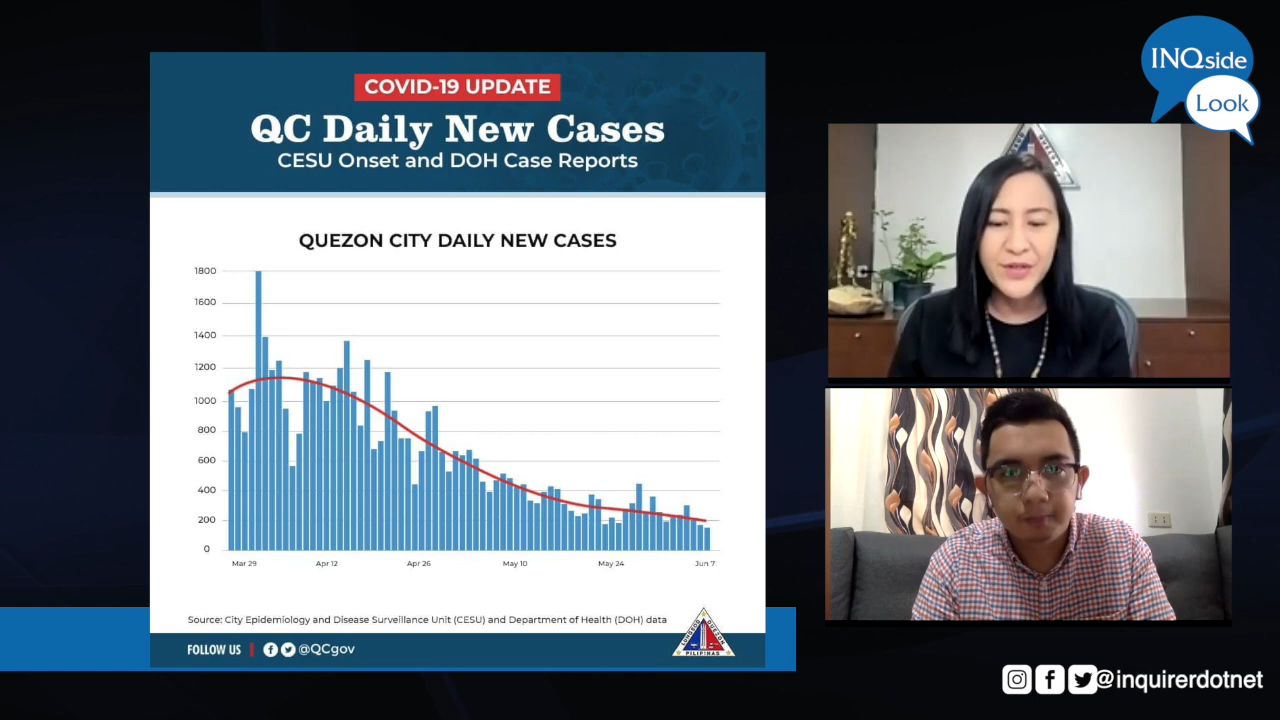 COVID-19 UPDATE
QC Daily New Cases
CESU Onset and DOH Case Reports
QUEZON CITY DAILY NEW CASES
1800
1600
1400
1200
1000
800
600
400
200
0
Mar 29 Apr 12 Apr 26 May 10 May 24 Jun 7
Source: City Epidemiology and Disease Surveillance Unit (CESU) and Department of Health (DOH) data
FOLLOW US @QCgov
LUNGSOD QUEZON
PILIPINAS
INQside
Look
@inquirerdotnet